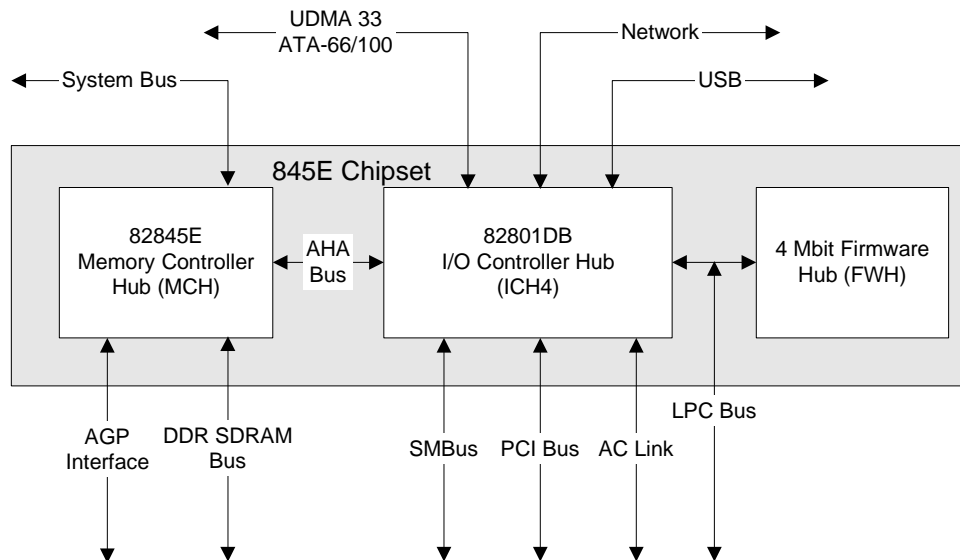 UDMA 33
ATA-66/100
Network
System Bus
USB
845E Chipset
82845E
Memory Controller
Hub (MCH)
AHA
Bus
82801DB
I/O Controller Hub
(ICH4)
4 Mbit Firmware
Hub (FWH)
LPC Bus
AGP
Interface
DDR SDRAM
Bus
SMBus
PCI Bus
AC Link